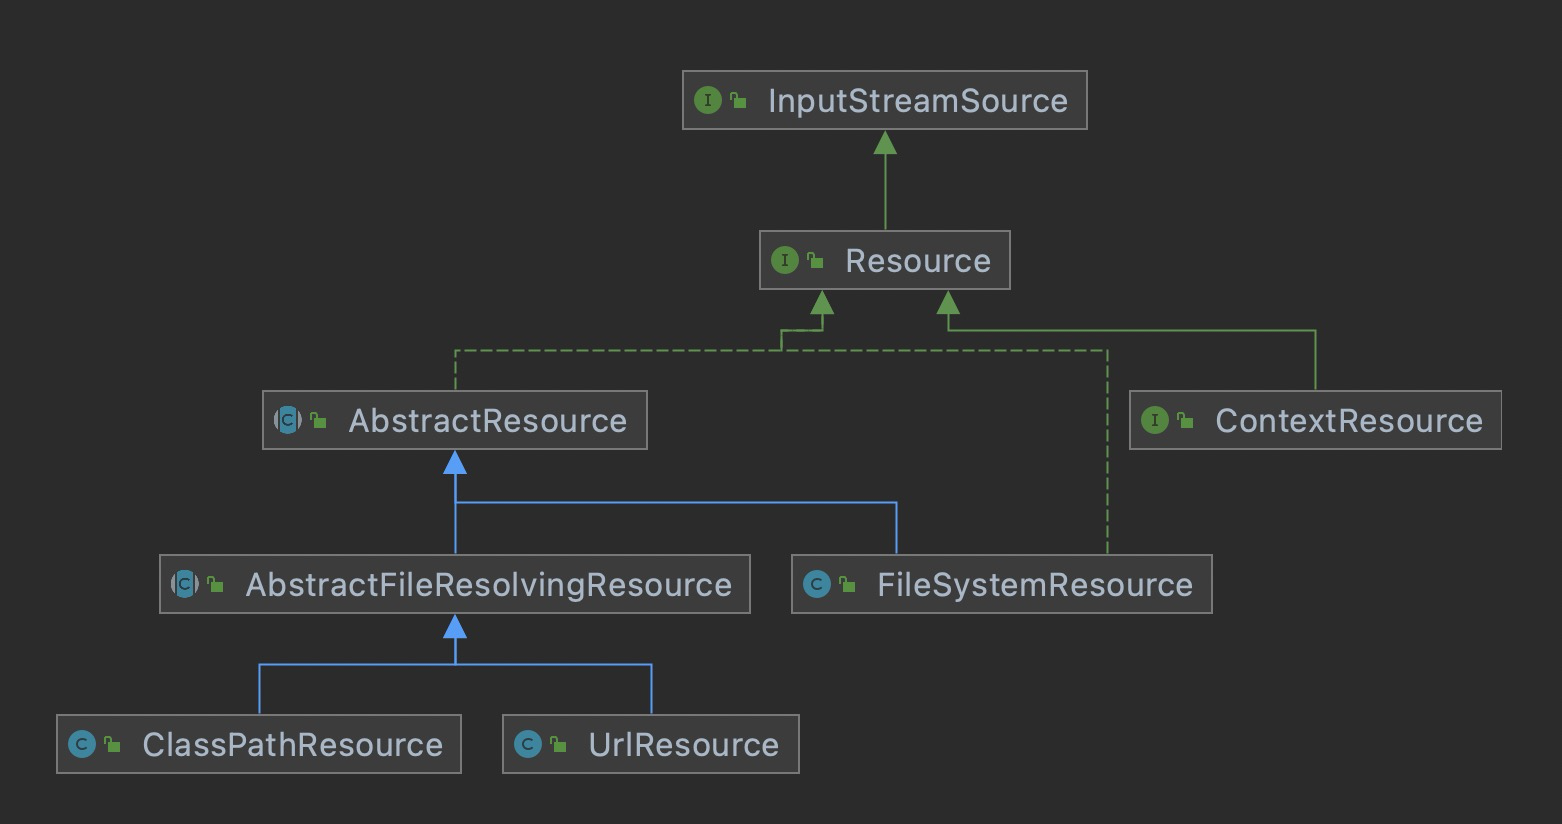 InputStreamSource
Resource
AbstractResource
ContextResource
AbstractFileResolvingResource
FileSystemResource
ClassPathResource
UrlResource